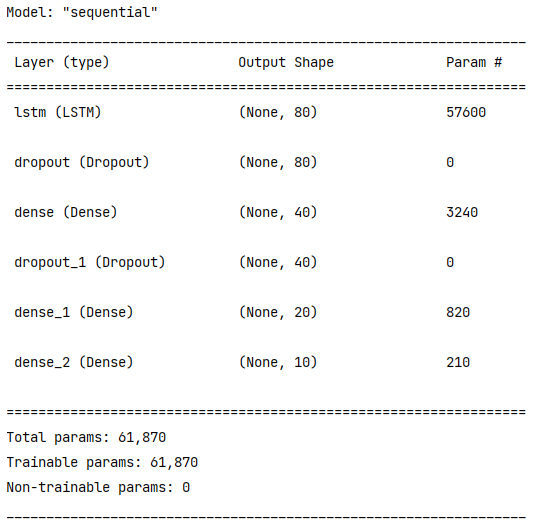 Model: "sequential"
_________________________________________________________________
Layer (type) Output Shape Param #
=================================================================
lstm (LSTM) (None, 80) 57600
dropout (Dropout) (None, 80) 0
dense (Dense) (None, 40) 3240
dropout_1 (Dropout) (None, 40) 0
dense_1 (Dense) (None, 20) 820
dense_2 (Dense) (None, 10) 210
=================================================================
Total params: 61,870
Trainable params: 61,870
Non-trainable params: 0
_________________________________________________________________